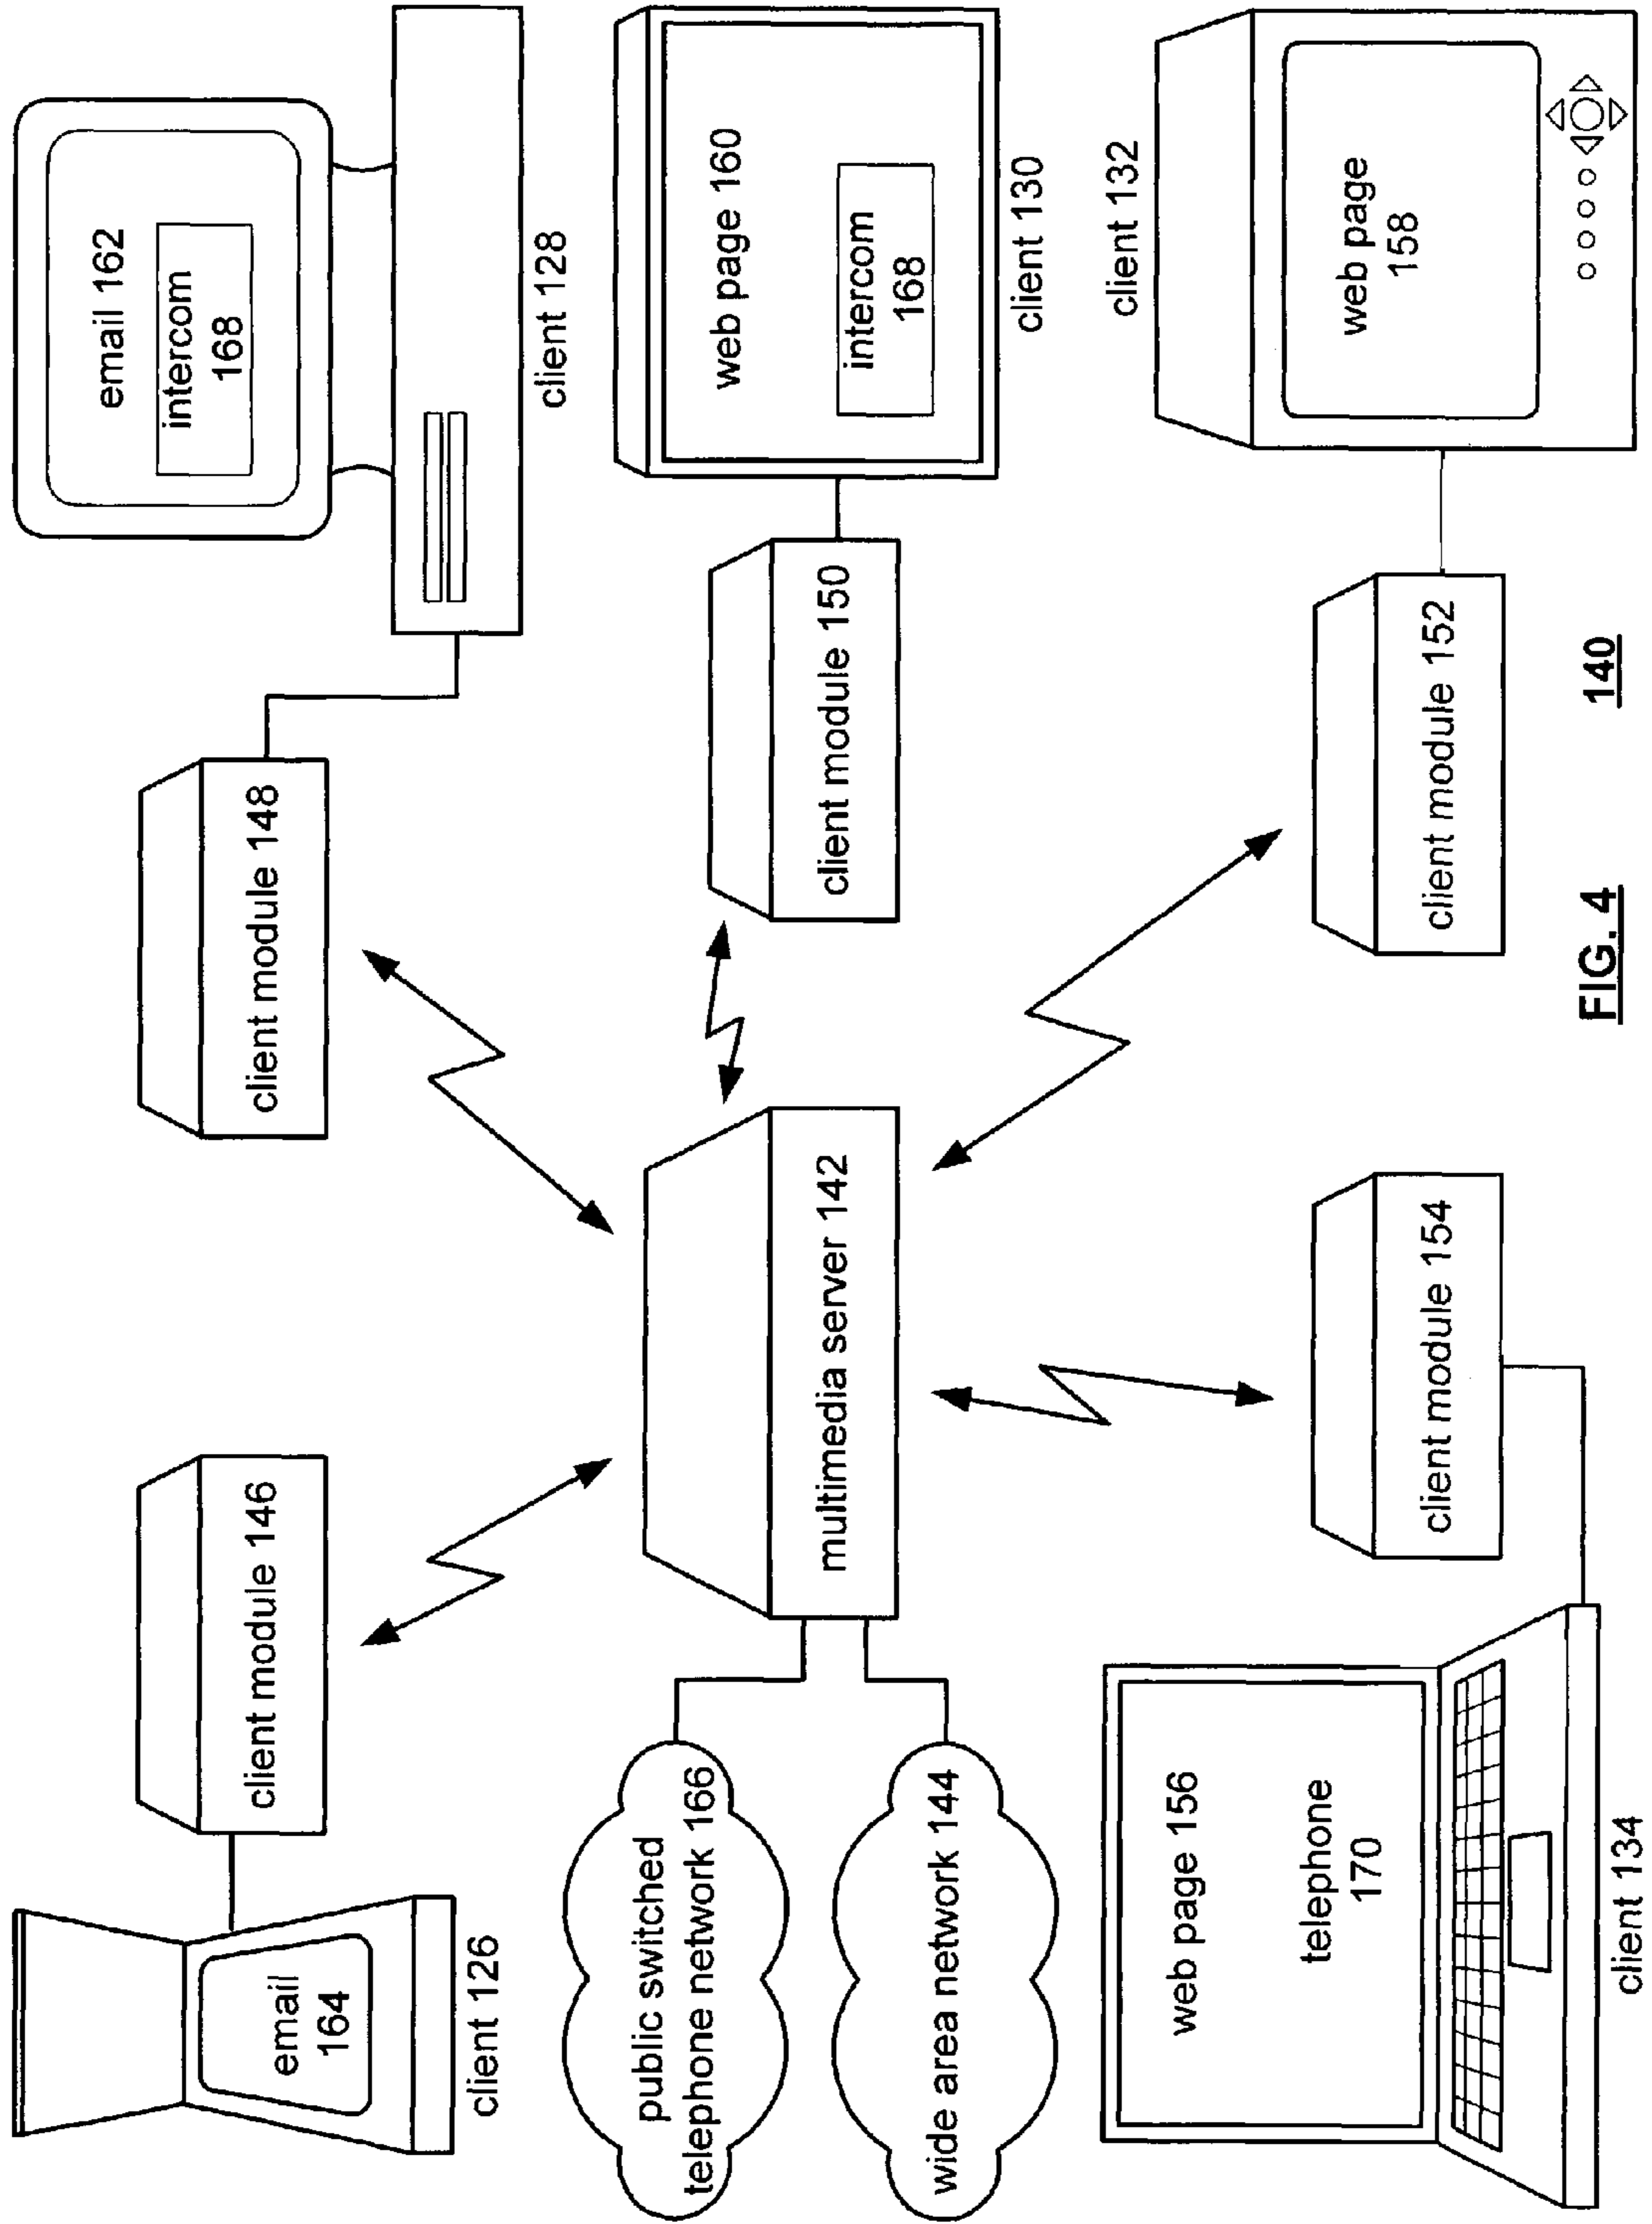 email
164
client 126
client module 146
client module 148
email 162
intercom
168
client 128
public switched
telephone network 166
wide area network 144
multimedia server 142
client module 150
web page 160
intercom
168
client 130
web page 156
telephone
170
client 134
client module 154
client module 152
client 132
web page
158
FIG. 4
140